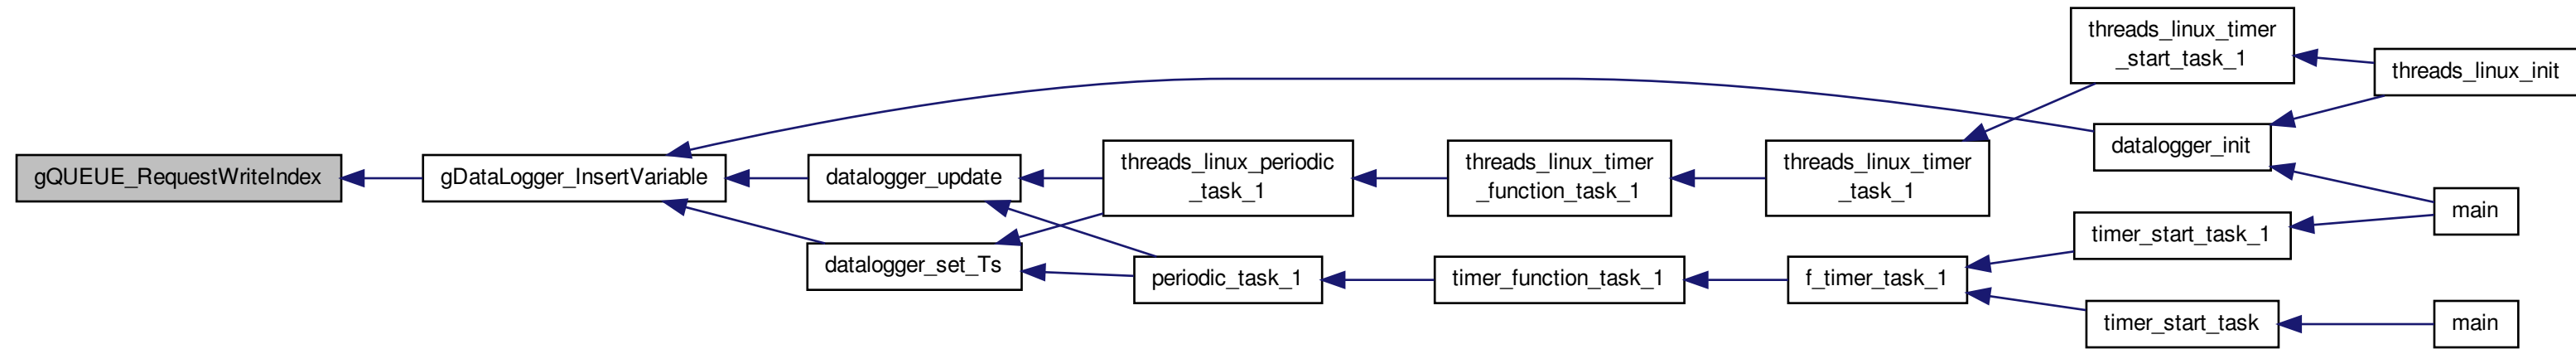 gQUEUE_RequestWriteIndex
gDataLogger_InsertVariable
datalogger_update
datalogger_set_Ts
threads_linux_periodic
_task_1
periodic_task_1
threads_linux_timer
_function_task_1
timer_function_task_1
threads_linux_timer
_task_1
f_timer_task_1
threads_linux_timer
_start_task_1
datalogger_init
timer_start_task_1
timer_start_task
threads_linux_init
main
main